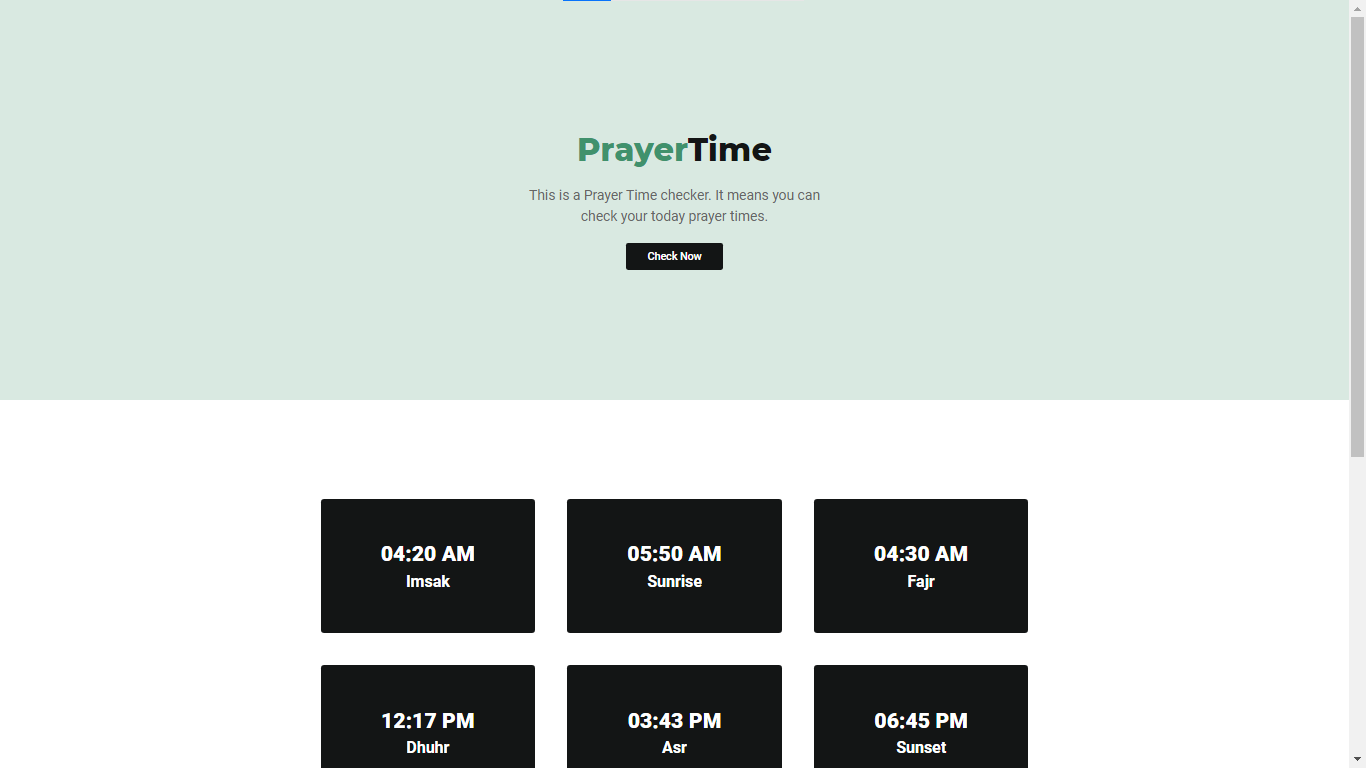 PrayerTime
This is a Prayer Time checker. It means you can
check your today prayer times.
Check Now
04:20 AM
Imsak
05:50 AM
Sunrise
04:30 AM
Fajr
12:17 PM
Dhuhr
03:43 PM
Asr
06:45 PM
Sunset